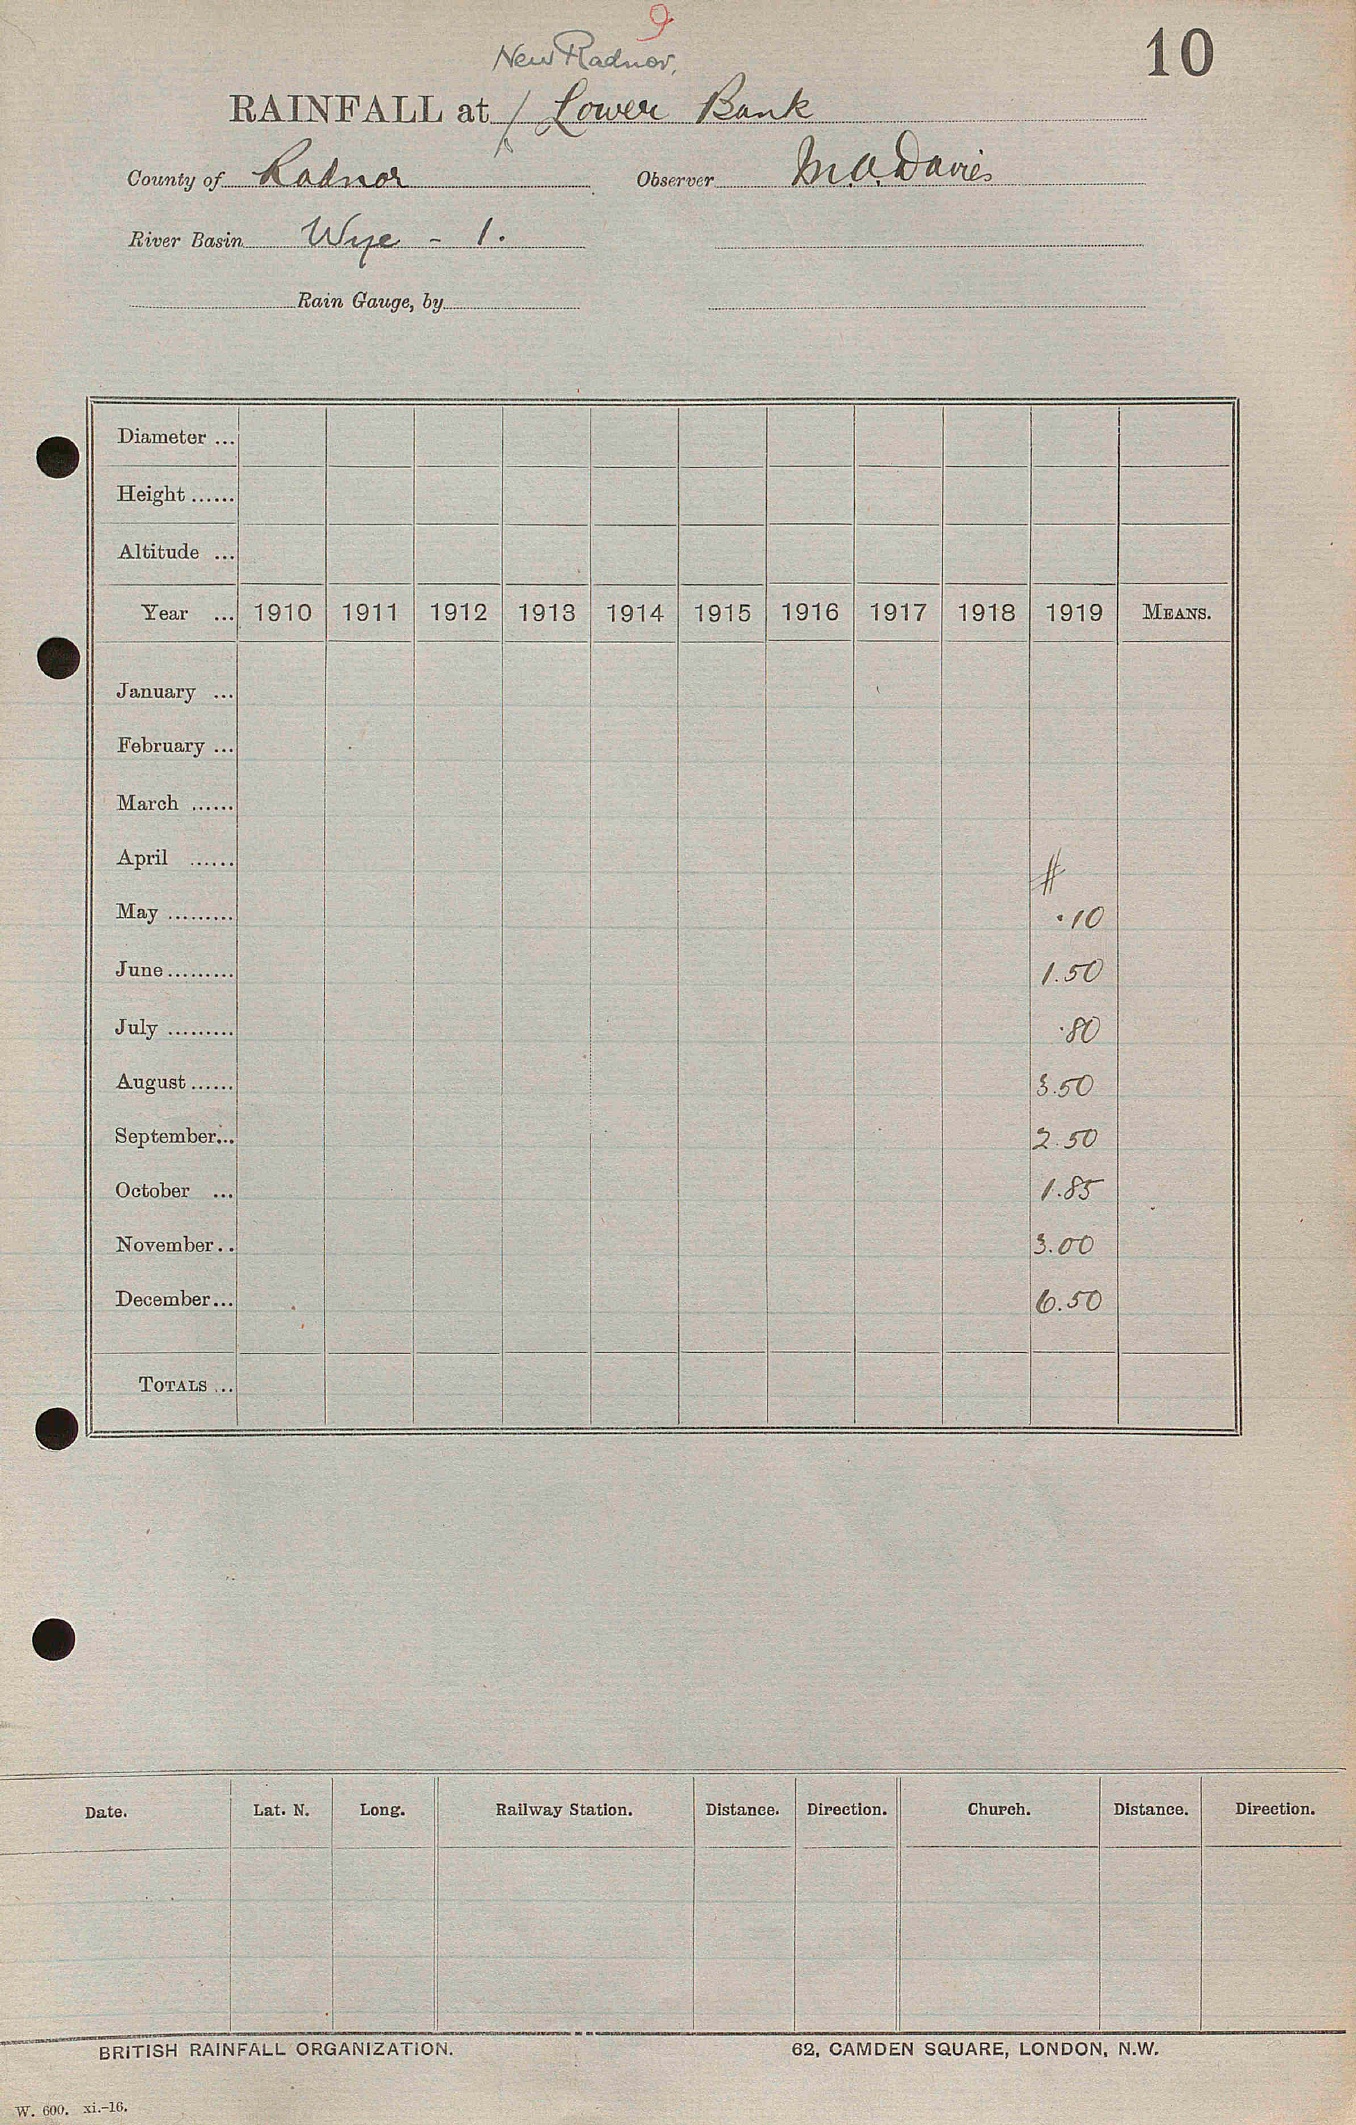 9
10
New Radnor,
RAINFALL at / Lower Bank
County of Radnor Observer M.A. Davies
River Basin Wye - 1.
Rain Gauge, by
Diameter ...
Height ......
Altitude ...
Year ... 1910 1911 1912 1913 1914 1915 1916 1917 1918 1919 MEANS.
January ...
February ...
March ......
April ...... #
May ......... .10
June ......... 1.50
July ......... .80
August ...... 3.50
September... 2.50
October ... 1.85
November .. 3.00
December... 6.50
TOTALS ...
Date. Lat. N. Long. Railway Station. Distance. Direction. Church. Distance. Direction.
BRITISH RAINFALL ORGANIZATION. 62, CAMDEN SQUARE, LONDON, N.W.
W. 600. xi.-16.